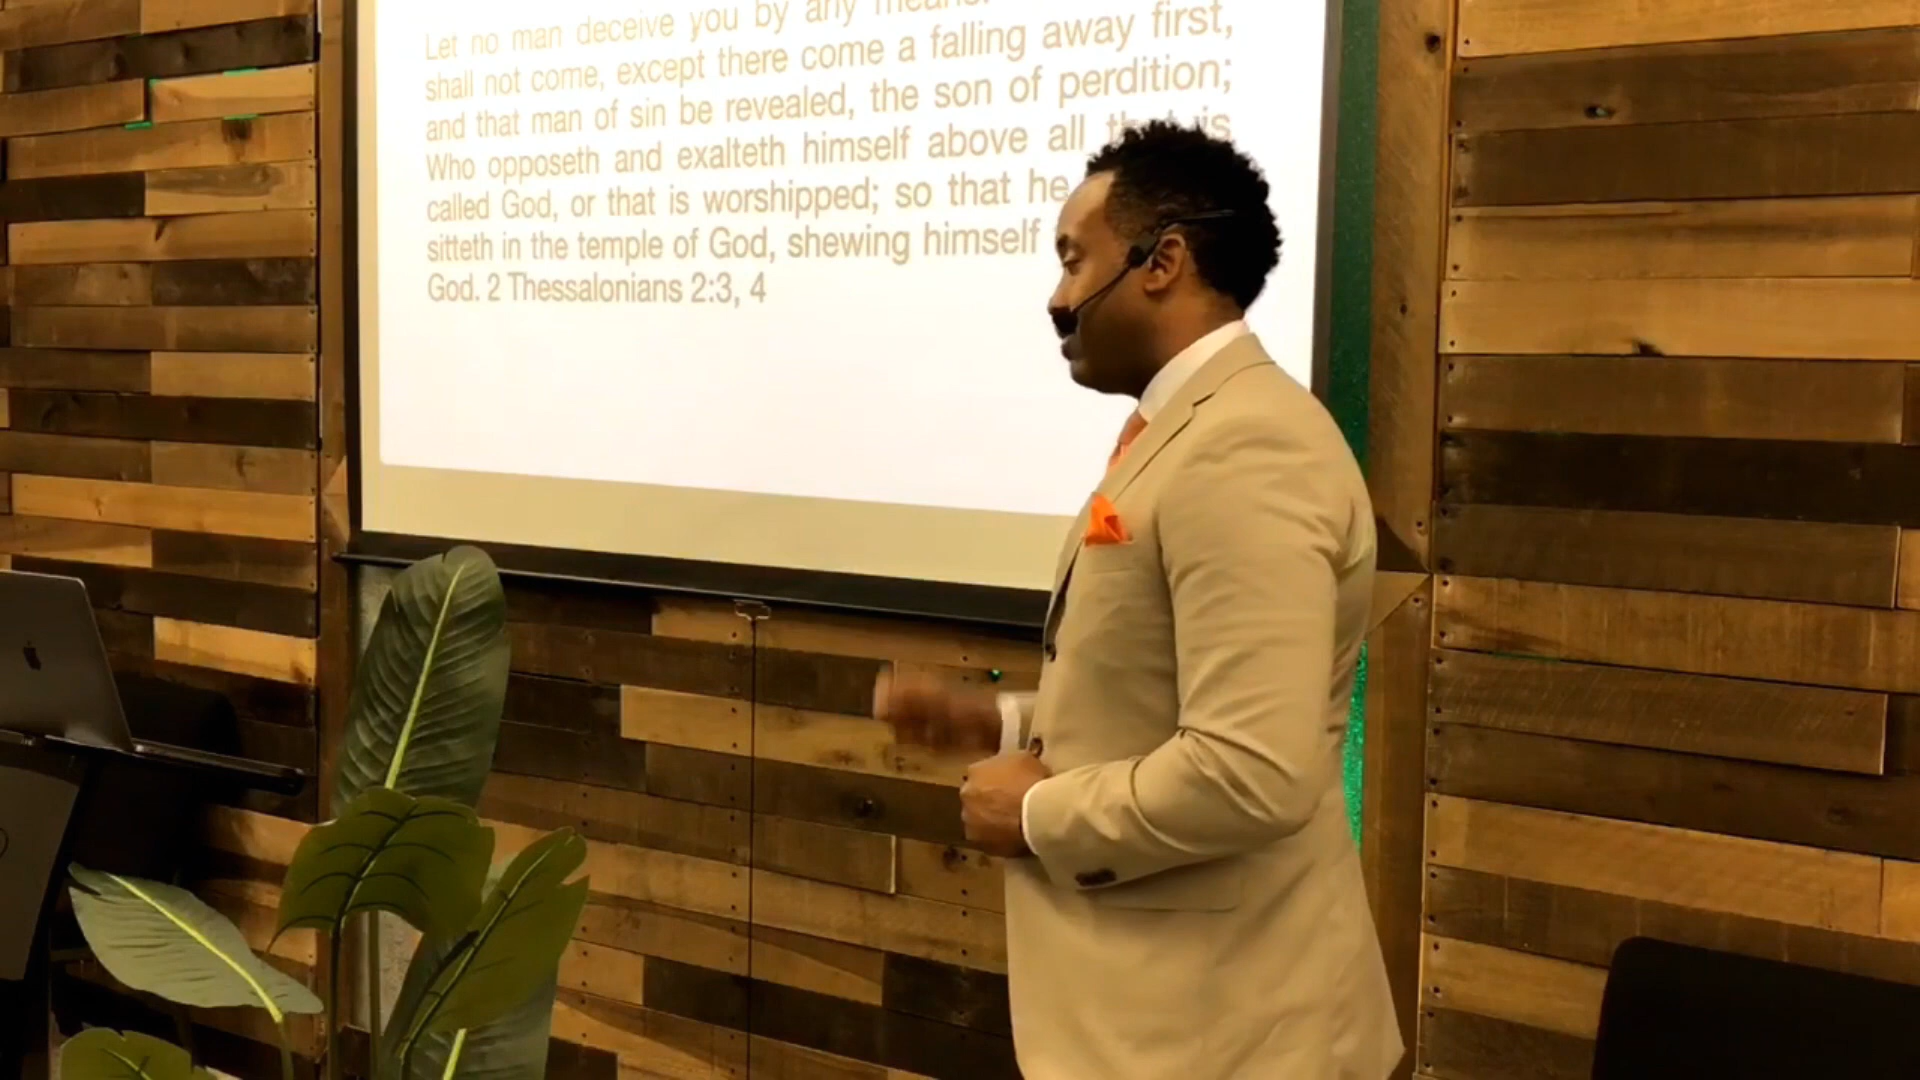 Let no man deceive you by any means:
shall not come, except there come a falling away first,
and that man of sin be revealed, the son of perdition;
Who opposeth and exalteth himself above all that is
called God, or that is worshipped; so that he
sitteth in the temple of God, shewing himself
God. 2 Thessalonians 2:3, 4